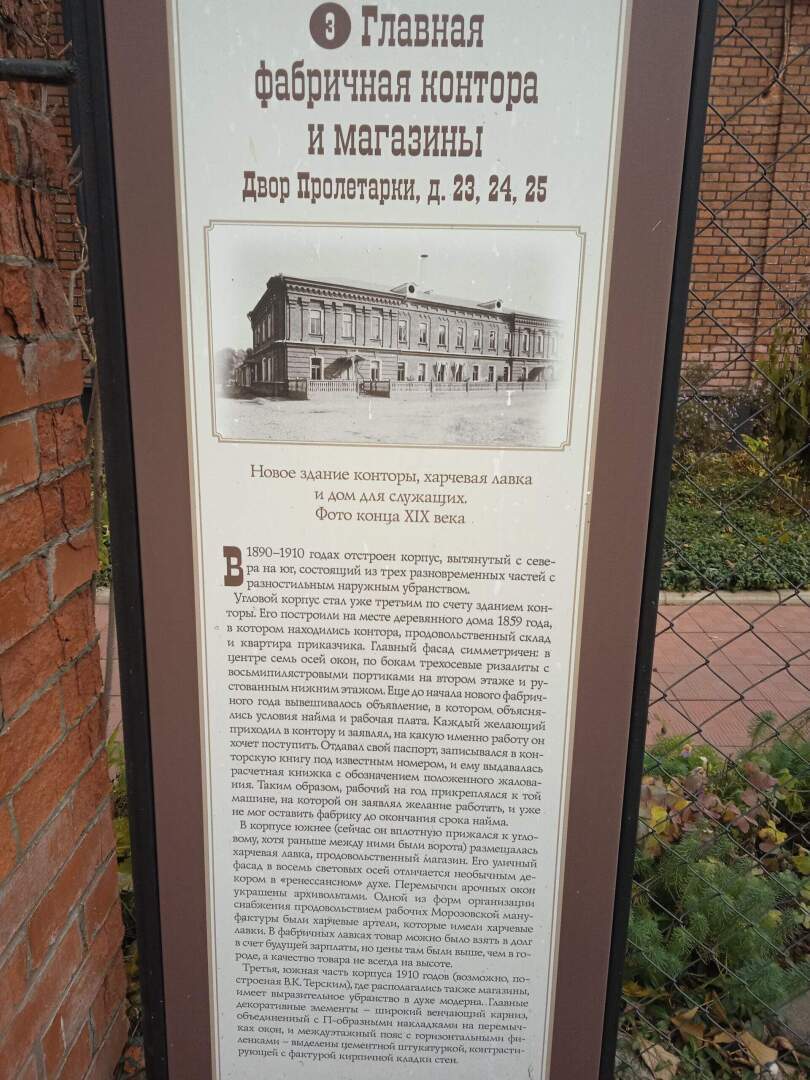 3 Главная
фабричная контора
и магазины
Двор Пролетарки, д. 23, 24, 25
Новое здание конторы, харчевая лавка
и дом для служащих.
Фото конца XIX века
В 1890–1910 годах отстроен корпус, вытянутый с севе-
ра на юг, состоящий из трех разновременных частей с
разностильным наружным убранством.
Угловой корпус стал уже третьим по счету зданием кон-
торы. Его построили на месте деревянного дома 1859 года,
в котором находились контора, продовольственный склад
и квартира приказчика. Главный фасад симметричен: в
центре семь осей окон, по бокам трехосевые ризалиты с
восьмипилястровыми портиками на втором этаже и ру-
стованным нижним этажом. Еще до начала нового фабрич-
ного года вывешивалось объявление, в котором объясня-
лись условия найма и рабочая плата. Каждый желающий
приходил в контору и заявлял, на какую именно работу он
хочет поступить. Отдавал свой паспорт, записывался в кон-
торскую книгу под известным номером, и ему выдавалась
расчетная книжка с обозначением положенного жалова-
ния. Таким образом, рабочий на год прикреплялся к той
машине, на которой он заявлял желание работать, и уже
не мог оставить фабрику до окончания срока найма.
В корпусе южнее (сейчас он вплотную прижался к угло-
вому, хотя раньше между ними были ворота) размещалась
харчевая лавка, продовольственный магазин. Его уличный
фасад в восемь световых осей отличается необычным де-
кором в «ренессансном» духе. Перемычки арочных окон
украшены архивольтами. Одной из форм организации
снабжения продовольствием рабочих Морозовской ману-
фактуры были харчевые артели, которые имели харчевые
лавки. В фабричных лавках товар можно было взять в долг
в счет будущей зарплаты, но цены там были выше, чем в го-
роде, а качество товара не всегда на высоте.
Третья, южная часть корпуса 1910 годов (возможно, по-
строеная В.К. Терским), где располагались также магазины,
имеет выразительное убранство в духе модерна. Главные
декоративные элементы – широкий венчающий карниз,
объединенный с П-образными накладками на перемыч-
ках окон, и междуэтажный пояс с горизонтальными фи-
ленками – выделены цементной штукатуркой, контрасти-
рующей с фактурой кирпичной кладки стен.